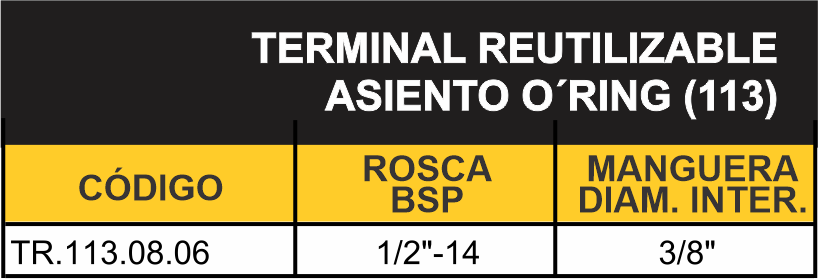 TERMINAL REUTILIZABLE
ASIENTO O´RING (113)
CÓDIGO
ROSCA
BSP
MANGUERA
DIAM. INTER.
TR.113.08.06
1/2"-14
3/8"